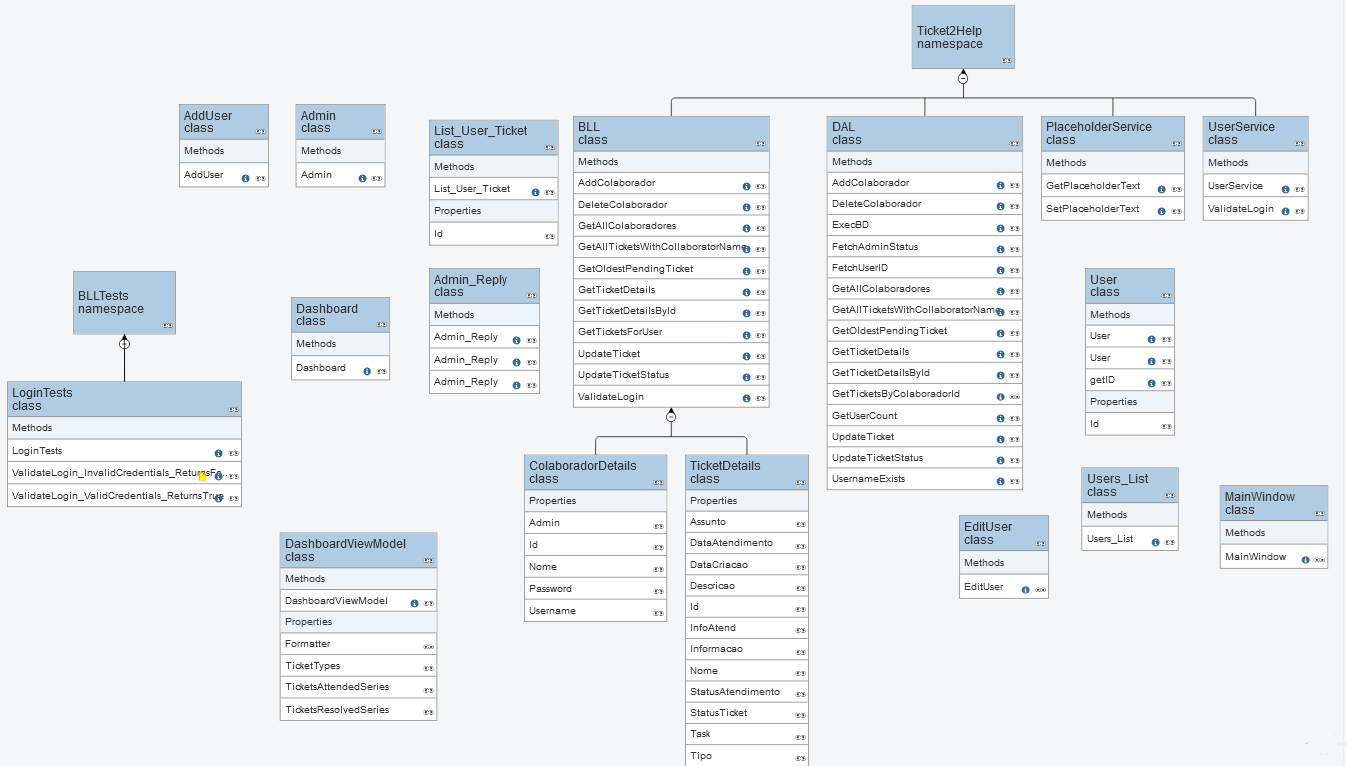 Ticket2Help
namespace
AddUser
class
Methods
AddUser
Admin
class
Methods
Admin
List_User_Ticket
class
Methods
List_User_Ticket
Properties
Id
BLL
class
Methods
AddColaborador
DeleteColaborador
GetAllColaboradores
GetAllTicketsWithCollaboratorName
GetOldestPendingTicket
GetTicketDetails
GetTicketDetailsById
GetTicketsForUser
UpdateTicket
UpdateTicketStatus
ValidateLogin
DAL
class
Methods
AddColaborador
DeleteColaborador
ExecBD
FetchAdminStatus
FetchUserID
GetAllColaboradores
GetAllTicketsWithCollaboratorName
GetOldestPendingTicket
GetTicketDetails
GetTicketDetailsById
GetTicketsByColaboradorId
GetUserCount
UpdateTicket
UpdateTicketStatus
UsernameExists
PlaceholderService
class
Methods
GetPlaceholderText
SetPlaceholderText
UserService
class
Methods
UserService
ValidateLogin
BLLTests
namespace
LoginTests
class
Methods
LoginTests
ValidateLogin_InvalidCredentials_ReturnsFa...
ValidateLogin_ValidCredentials_ReturnsTrue
Dashboard
class
Methods
Dashboard
Admin_Reply
class
Methods
Admin_Reply
Admin_Reply
Admin_Reply
User
class
Methods
User
User
getID
Properties
Id
ColaboradorDetails
class
Properties
Admin
Id
Nome
Password
Username
TicketDetails
class
Properties
Assunto
DataAtendimento
DataCriacao
Descricao
Id
InfoAtend
Informacao
Nome
StatusAtendimento
StatusTicket
Task
Tipo
Users_List
class
Methods
Users_List
MainWindow
class
Methods
MainWindow
EditUser
class
Methods
EditUser
DashboardViewModel
class
Methods
DashboardViewModel
Properties
Formatter
TicketTypes
TicketsAttendedSeries
TicketsResolvedSeries